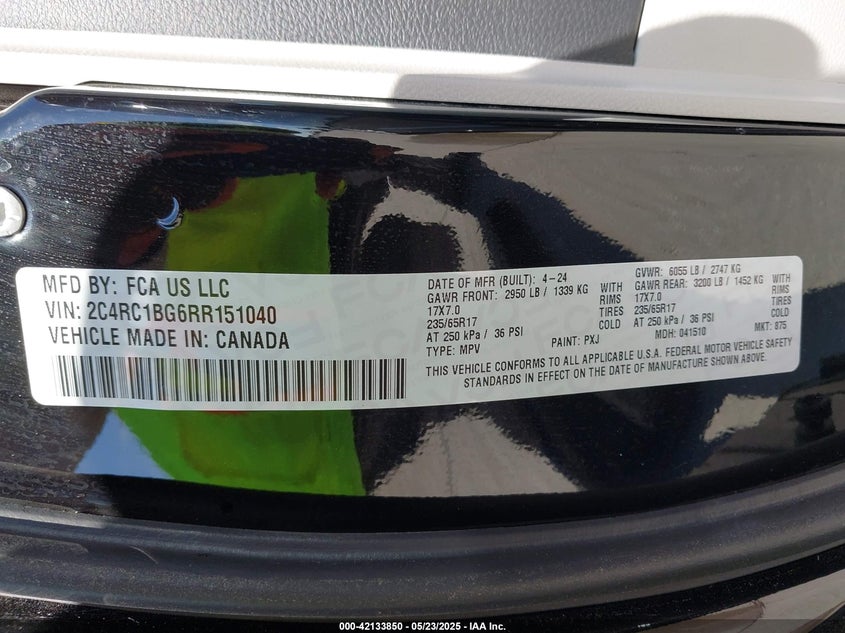 MFD BY: FCA US LLC
VIN: 2C4RC1BG6RR151040
VEHICLE MADE IN: CANADA
DATE OF MFR (BUILT): 4-24
GAWR FRONT: 2950 LB / 1339 KG WITH
17X7.0 RIMS
235/65R17 TIRES
AT 250 kPa / 36 PSI COLD
TYPE: MPV PAINT: PXJ
GVWR: 6055 LB / 2747 KG
GAWR REAR: 3200 LB / 1452 KG WITH
17X7.0 RIMS
235/65R17 TIRES
AT 250 kPa / 36 PSI COLD
MDH: 041510 MKT: 875
THIS VEHICLE CONFORMS TO ALL APPLICABLE U.S.A. FEDERAL MOTOR VEHICLE SAFETY
STANDARDS IN EFFECT ON THE DATE OF MANUFACTURE SHOWN ABOVE.
000-42133850 - 05/23/2025 - IAA Inc.